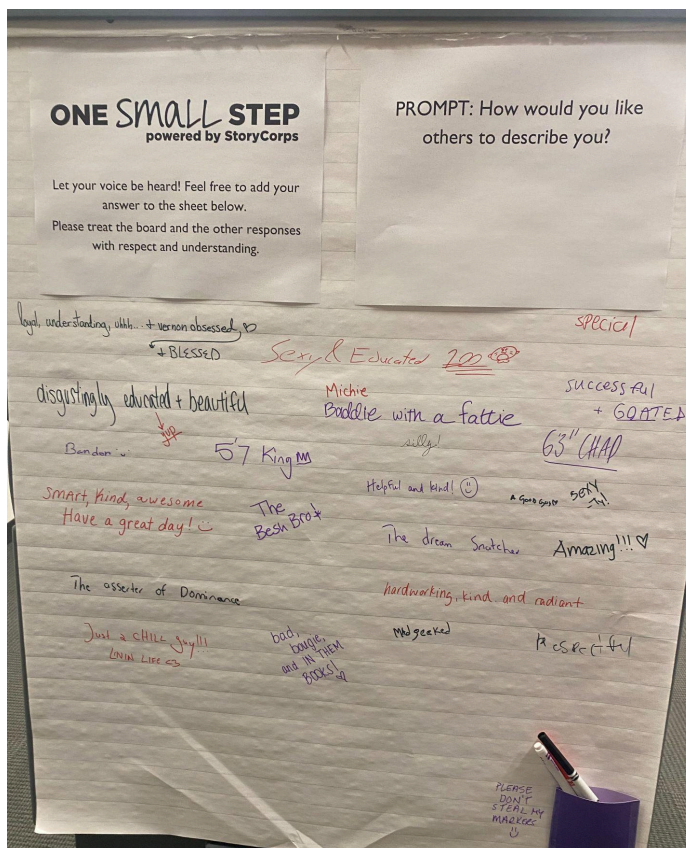 ONE SMALL STEP
powered by StoryCorps
Let your voice be heard! Feel free to add your
answer to the sheet below.
Please treat the board and the other responses
with respect and understanding.
PROMPT: How would you like
others to describe you?
loyal, understanding, uhhh... + vernon obsessed,
+ BLESSED
special
Sexy & Educated 200
disgustingly educated + beautiful
yup
Michie
Baddie with a fattie
successful
+ GOATED
Bandan
5'7 King
silly!
6'3" CHAD
smart, kind, awesome
Have a great day!
The
Besh Bro
Helpful and kind!
A Good Guy
sexy
The dream Snatcher
Amazing!!!
The asserter of Dominance
hardworking, kind, and radiant
Just a CHILL guy!!!
LOVIN LIFE <3
bad,
bougie,
and IN THEM
BOOKS!
Mad geeked
Respectful
PLEASE
DON'T
STEAL MY
MARKERS